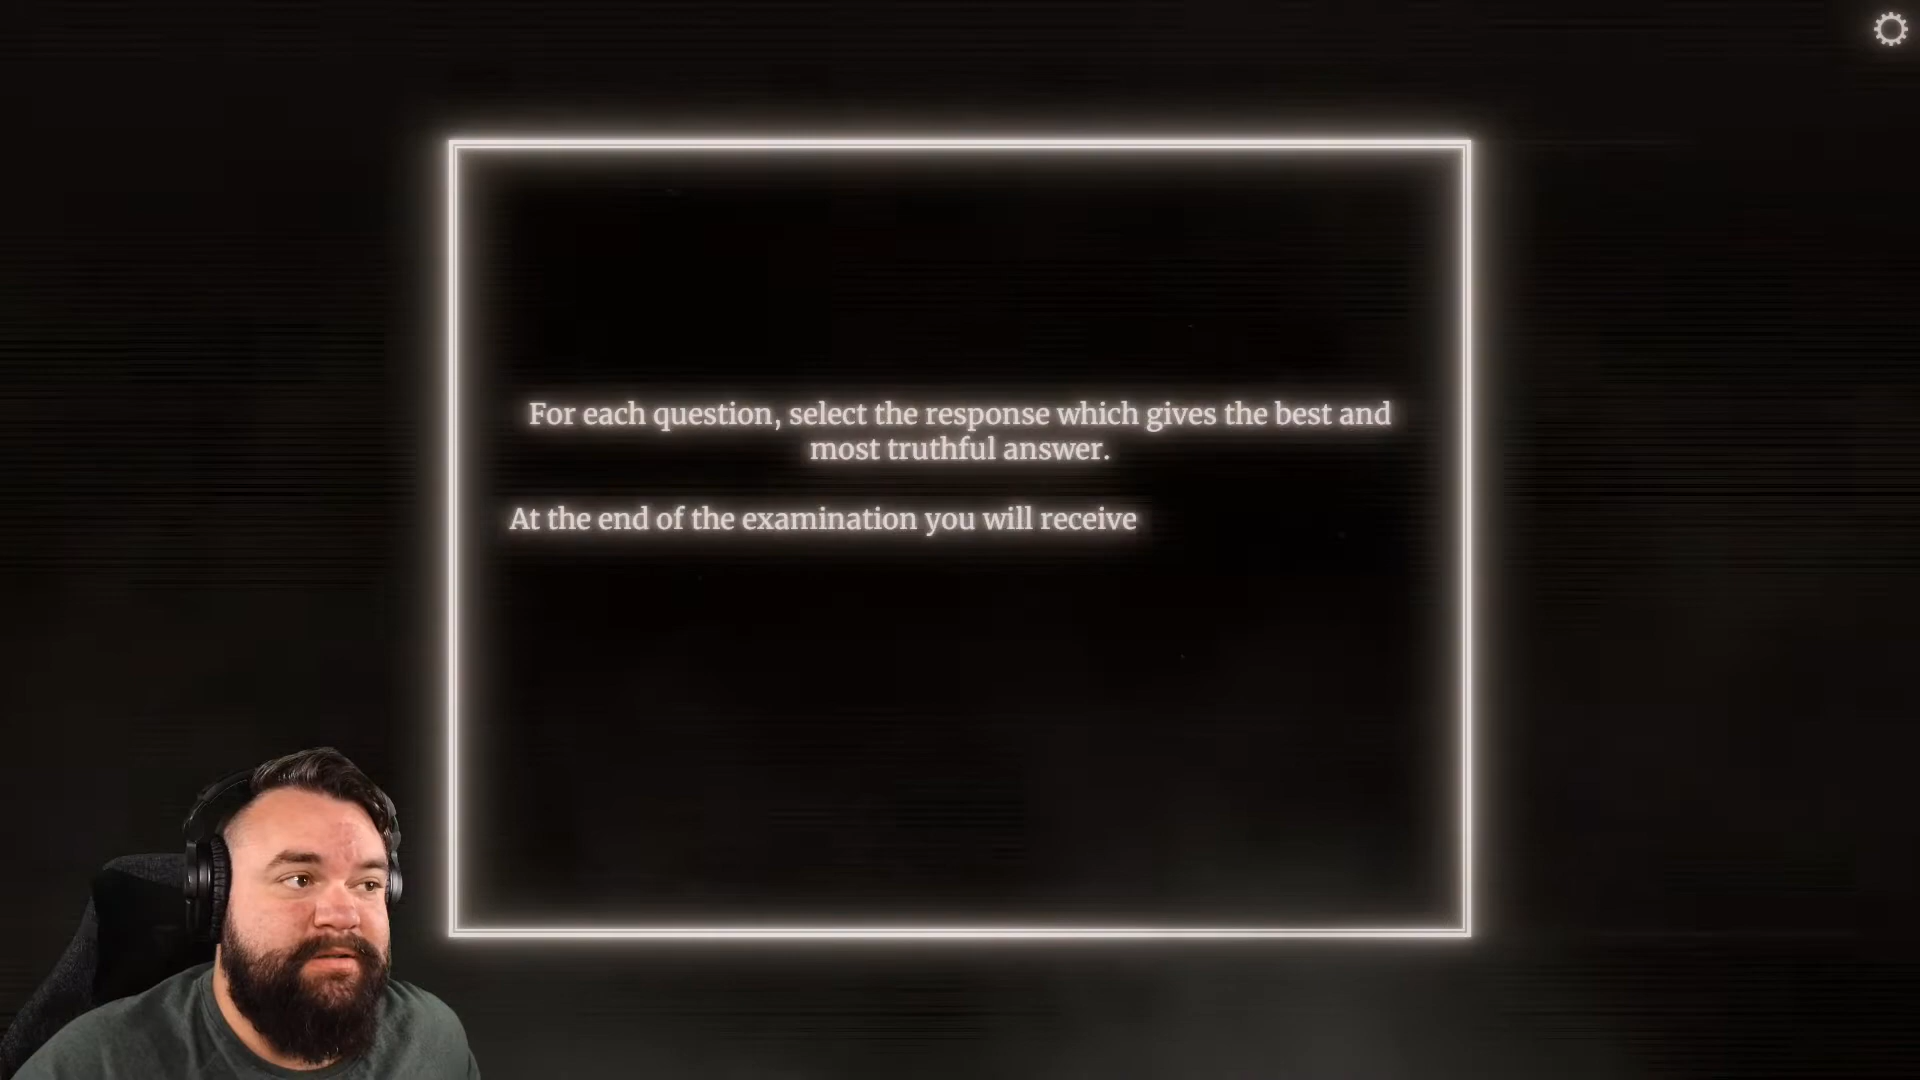 For each question, select the response which gives the best and
most truthful answer.
At the end of the examination you will receive